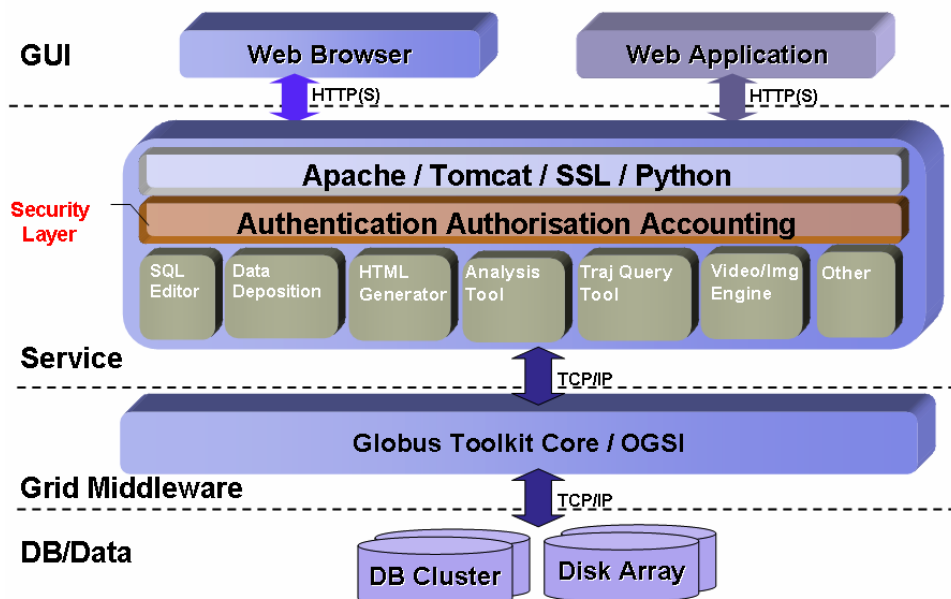 GUI
Web Browser
Web Application
HTTP(S)
HTTP(S)
Apache / Tomcat / SSL / Python
Security
Layer
Authentication Authorisation Accounting
SQL
Editor
Data
Deposition
HTML
Generator
Analysis
Tool
Traj Query
Tool
Video/Img
Engine
Other
Service
TCP/IP
Globus Toolkit Core / OGSI
Grid Middleware
TCP/IP
DB/Data
DB Cluster
Disk Array